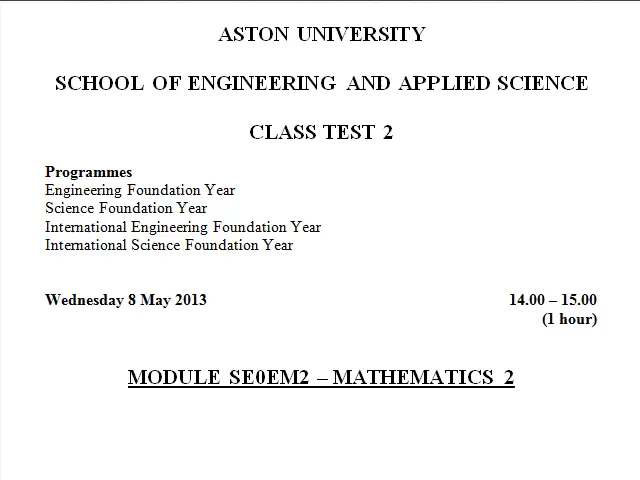 ASTON UNIVERSITY
SCHOOL OF ENGINEERING AND APPLIED SCIENCE
CLASS TEST 2
Programmes
Engineering Foundation Year
Science Foundation Year
International Engineering Foundation Year
International Science Foundation Year
Wednesday 8 May 2013 14.00 – 15.00
(1 hour)
MODULE SE0EM2 – MATHEMATICS 2